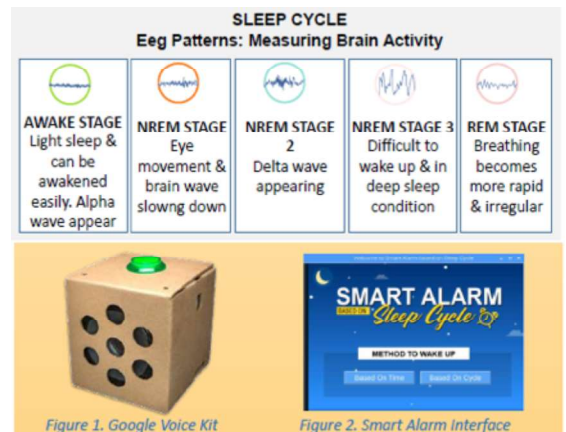 SLEEP CYCLE
Eeg Patterns: Measuring Brain Activity
AWAKE STAGE
Light sleep &
can be
awakened
easily. Alpha
wave appear
NREM STAGE
Eye
movement &
brain wave
slowng down
NREM STAGE
2
Delta wave
appearing
NREM STAGE 3
Difficult to
wake up & in
deep sleep
condition
REM STAGE
Breathing
becomes
more rapid
& irregular
Figure 1. Google Voice Kit
SMART ALARM
BASED ON Sleep Cycle
METHOD TO WAKE UP
Based On Time
Based On Cycle
Figure 2. Smart Alarm Interface